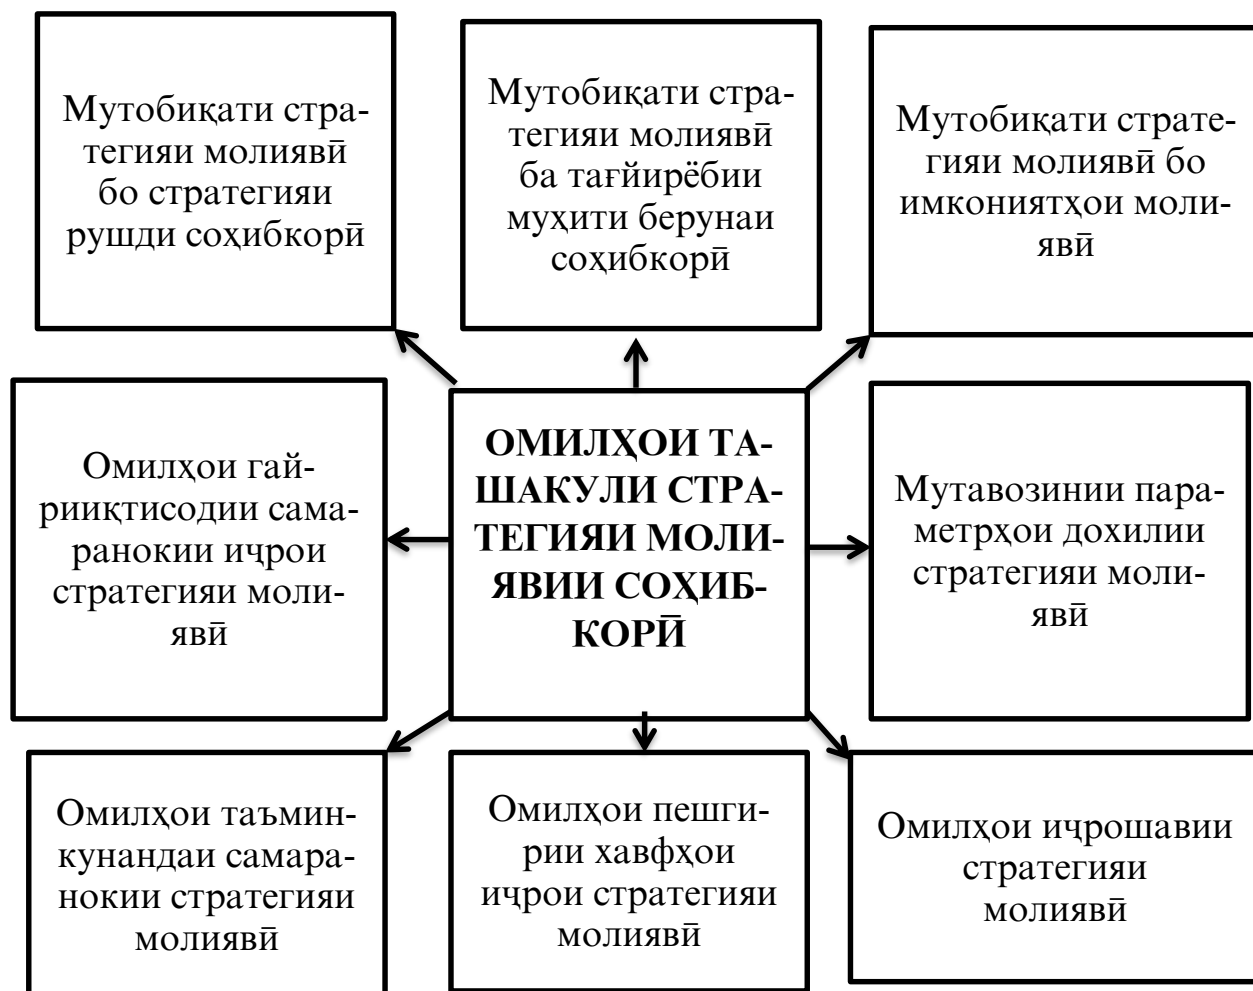 Мутобиқати стра-
тегияи молиявӣ
бо стратегияи
рушди соҳибкорӣ
Мутобиқати стра-
тегияи молиявӣ
ба тағйирёбии
муҳити берунаи
соҳибкорӣ
Мутобиқати страте-
гияи молиявӣ бо
имкониятҳои моли-
явӣ
Омилҳои гай-
рииқтисодии сама-
ранокии иҷрои
стратегияи моли-
явӣ
ОМИЛҲОИ ТА-
ШАКУЛИ СТРА-
ТЕГИЯИ МОЛИ-
ЯВИИ СОҲИБ-
КОРӢ
Мутавозинии пара-
метрҳои дохилии
стратегияи моли-
явӣ
Омилҳои таъмин-
кунандаи самара-
нокии стратегияи
молиявӣ
Омилҳои пешги-
рии хавфҳои
иҷрои стратегияи
молиявӣ
Омилҳои иҷрошавии
стратегияи
молиявӣ